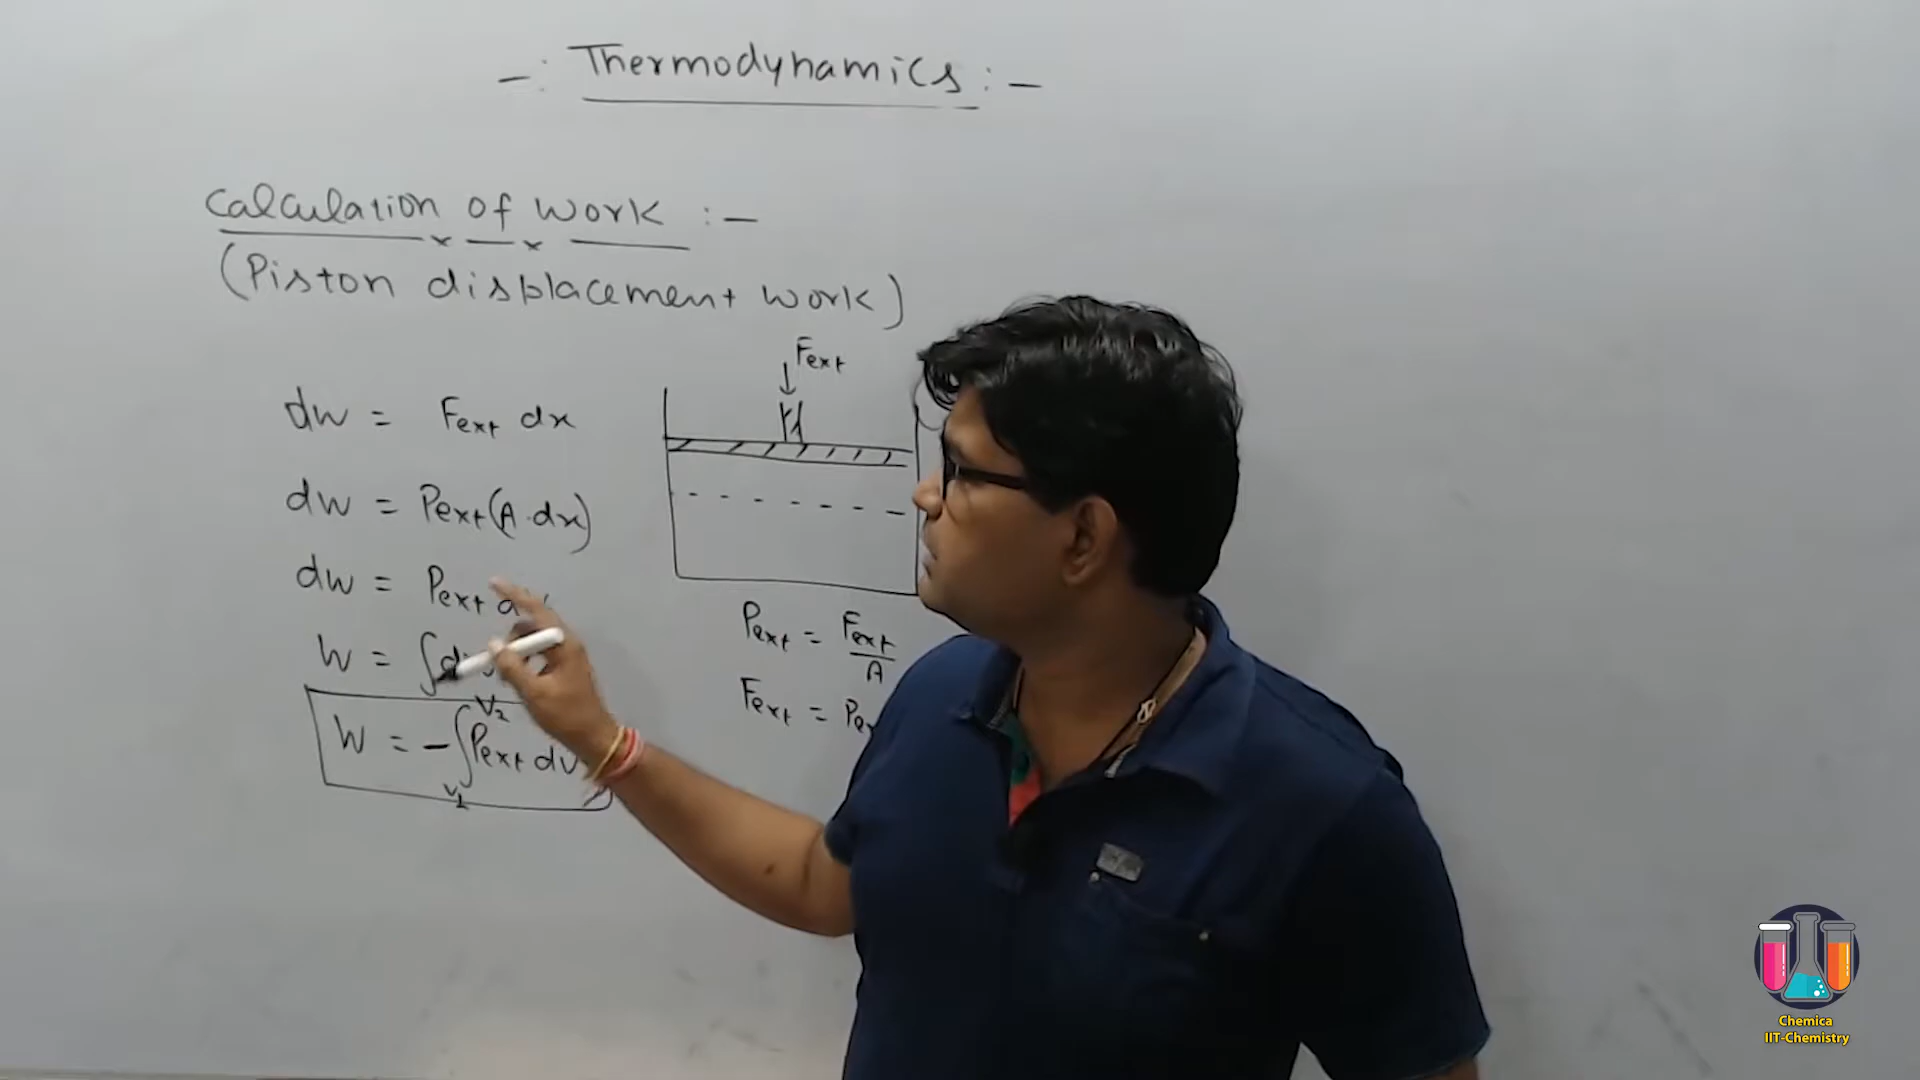 -: Thermodynamics :-
Calculation of work :-
(Piston displacement work)
Fext
dw = Fext dx
dw = Pext(A.dx)
dw = Pext
W = ∫
W = -∫ Pext dv
V2
V1
Pext = Fext/A
Fext =
Chemica
IIT-Chemistry